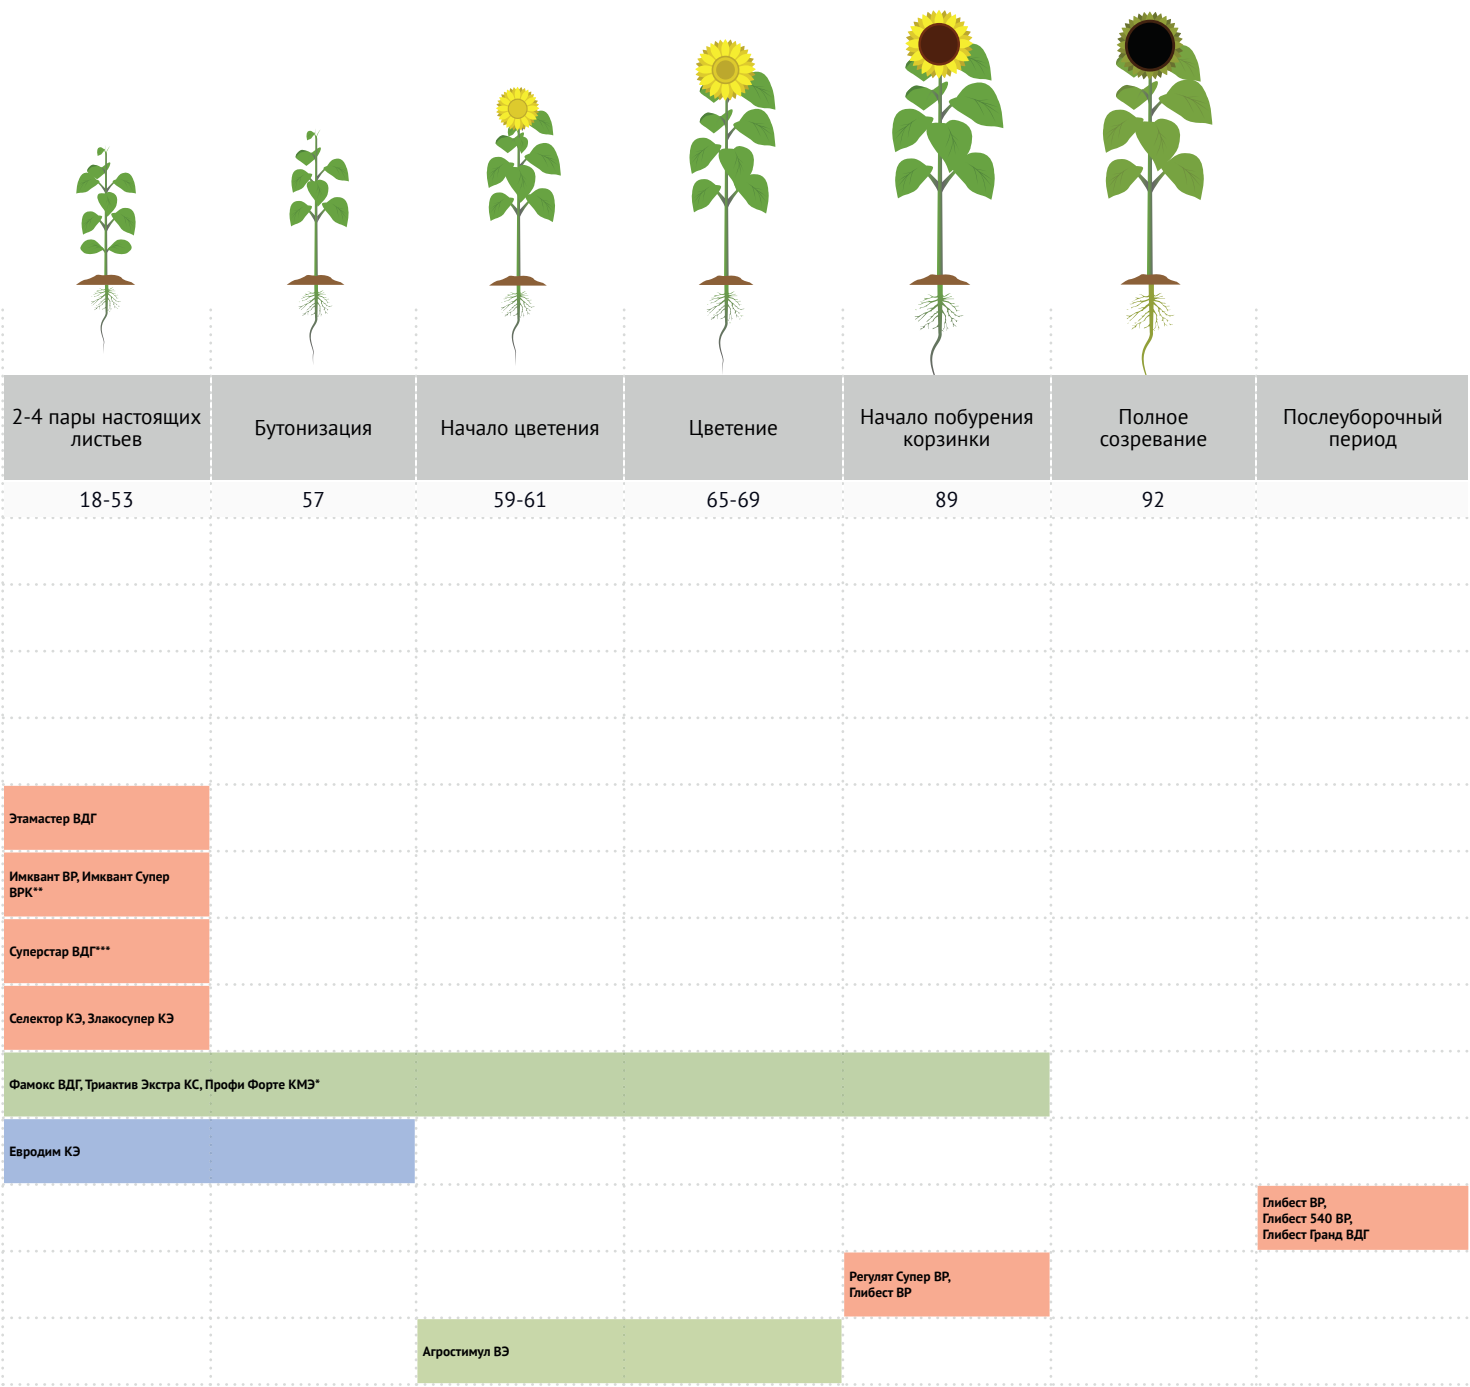 2-4 пары настоящих
листьев
Бутонизация
Начало цветения
Цветение
Начало побурения
корзинки
Полное
созревание
Послеуборочный
период
18-53
57
59-61
65-69
89
92
Этамастер ВДГ
Имквант ВР, Имквант Супер
ВРК**
Суперстар ВДГ***
Селектор КЭ, Злакосупер КЭ
Фамокс ВДГ, Триактив Экстра КС, Профи Форте КМЭ*
Евродим КЭ
Глибест ВР,
Глибест 540 ВР,
Глибест Гранд ВДГ
Регулят Супер ВР,
Глибест ВР
Агростимул ВЭ